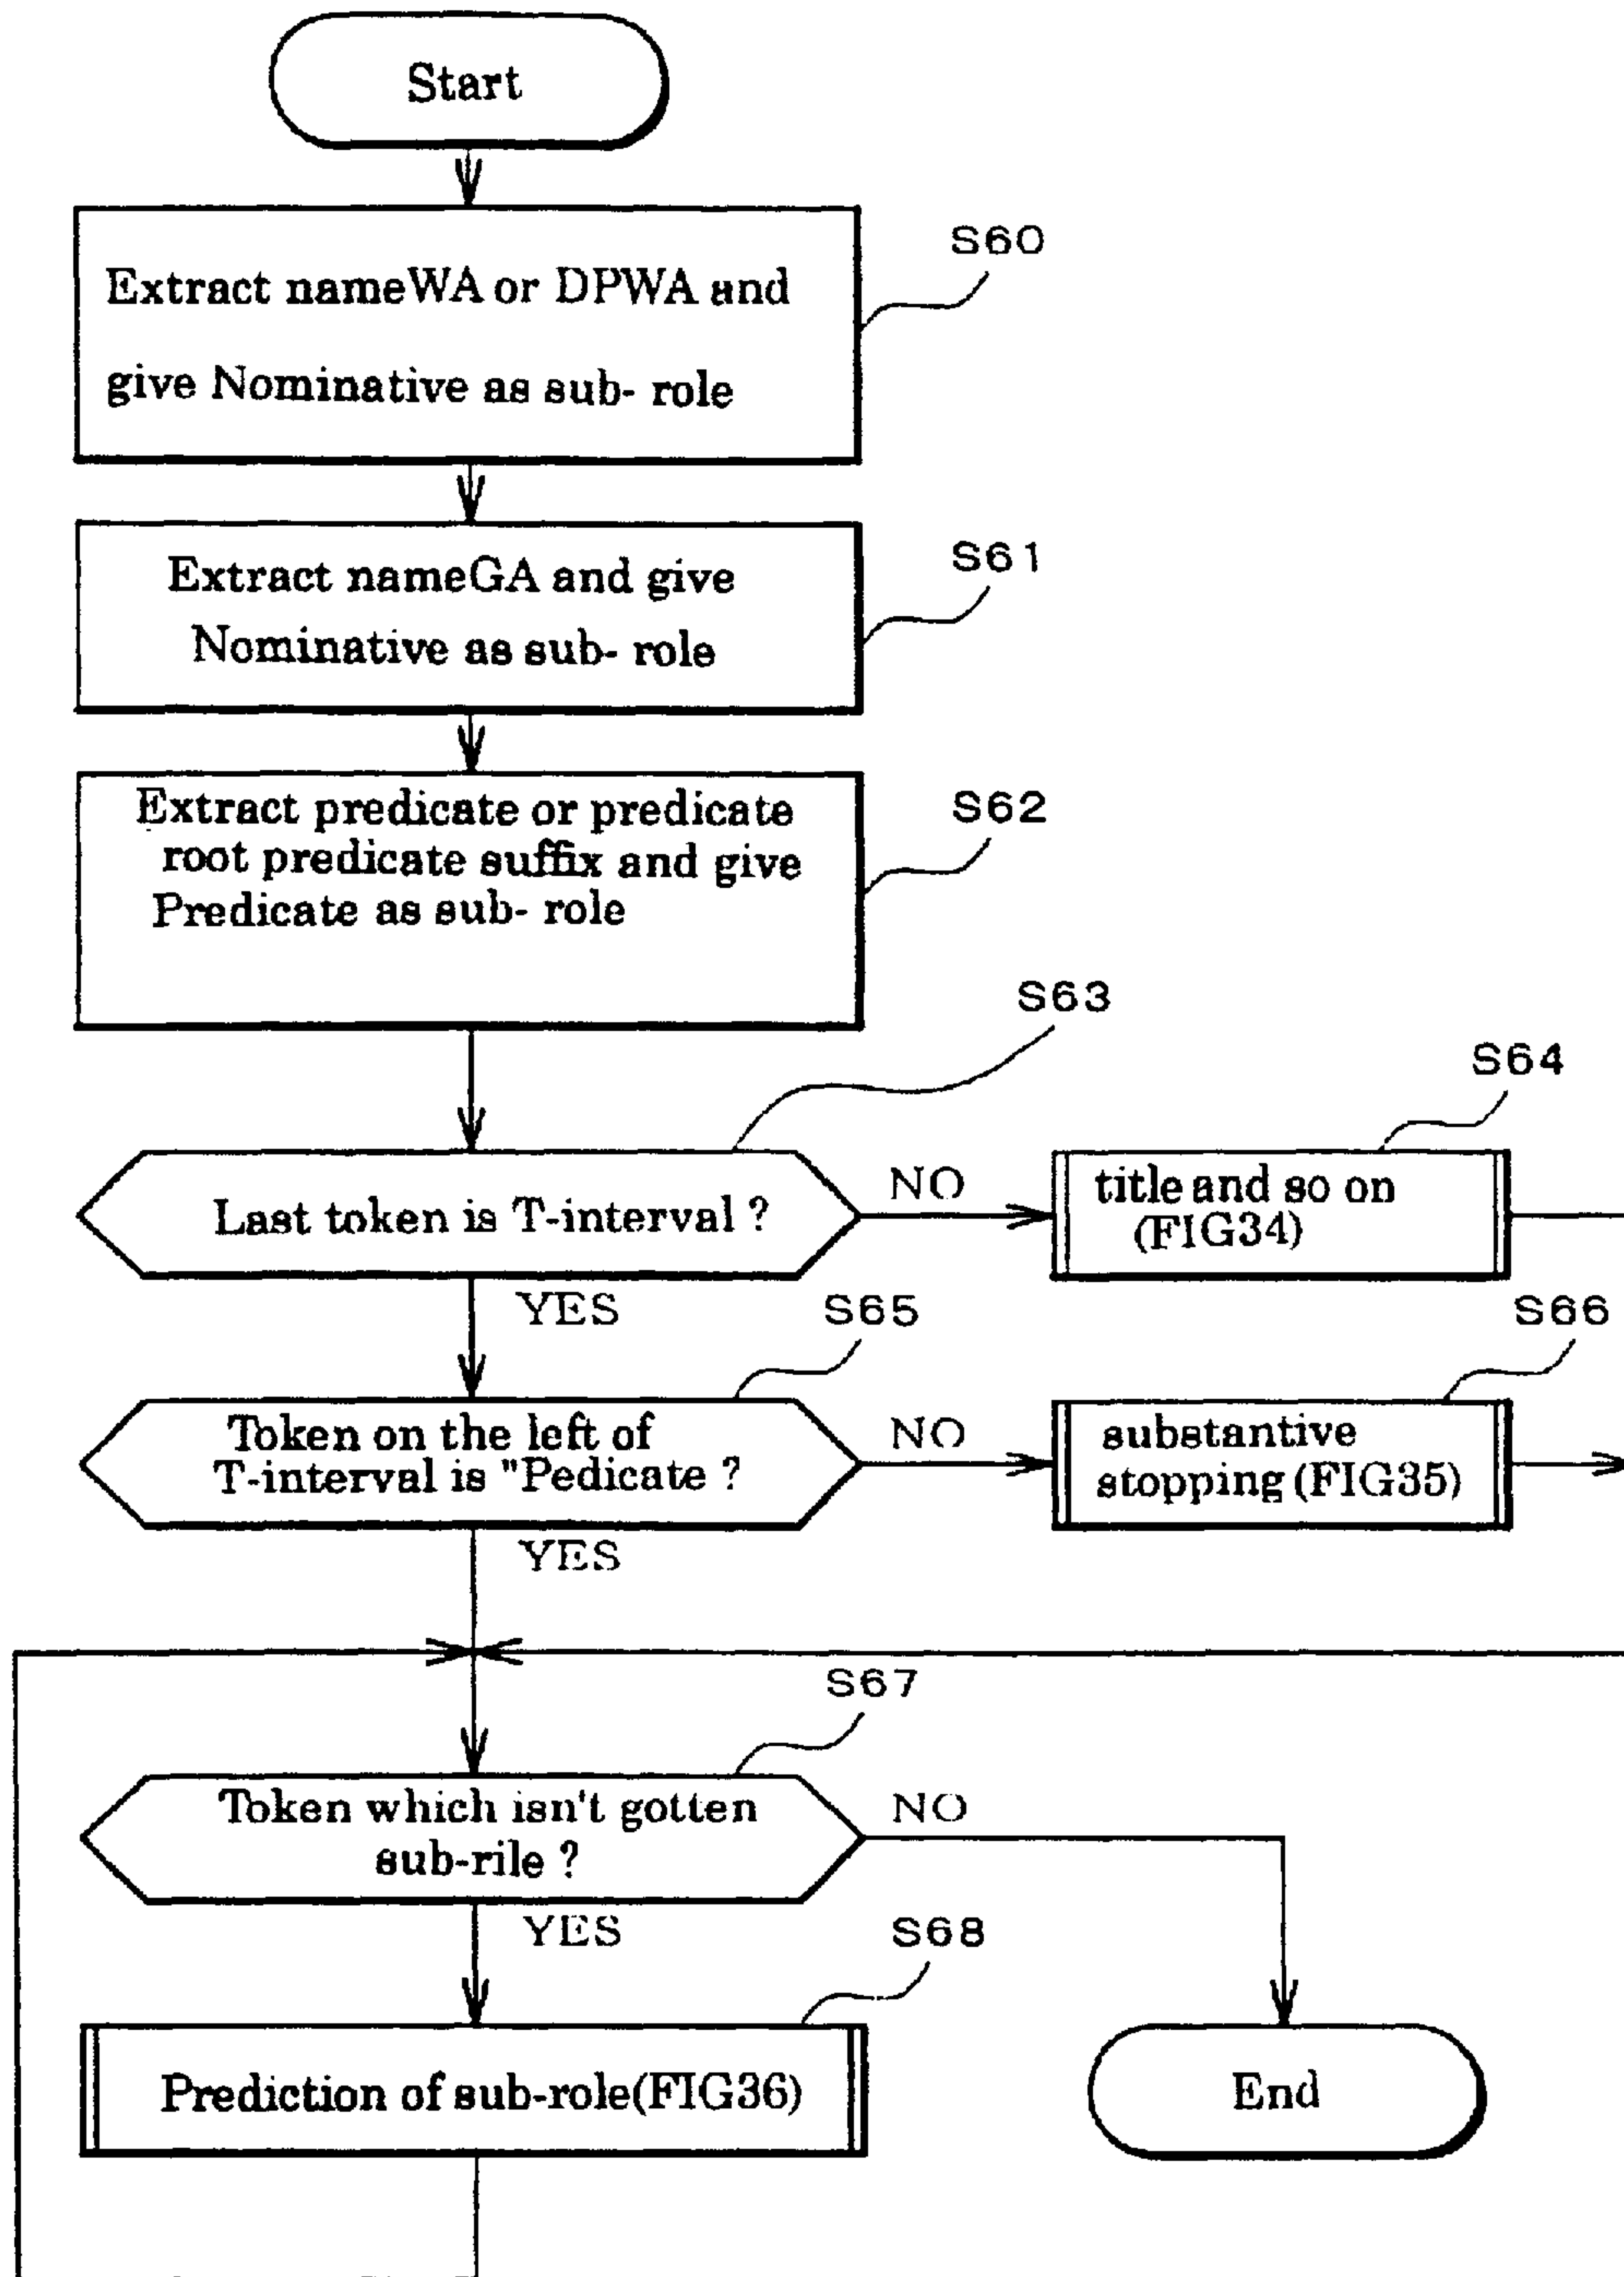 Start
S60
Extract nameWA or DPWA and
give Nominative as sub- role
S61
Extract nameGA and give
Nominative as sub- role
S62
Extract predicate or predicate
root predicate suffix and give
Predicate as sub- role
S63
S64
Last token is T-interval ?
NO
title and so on
(FIG34)
YES
S65
S66
Token on the left of
T-interval is "Pedicate ?
NO
substantive
stopping (FIG35)
YES
S67
Token which isn't gotten
sub-rile ?
NO
YES
S68
Prediction of sub-role(FIG36)
End